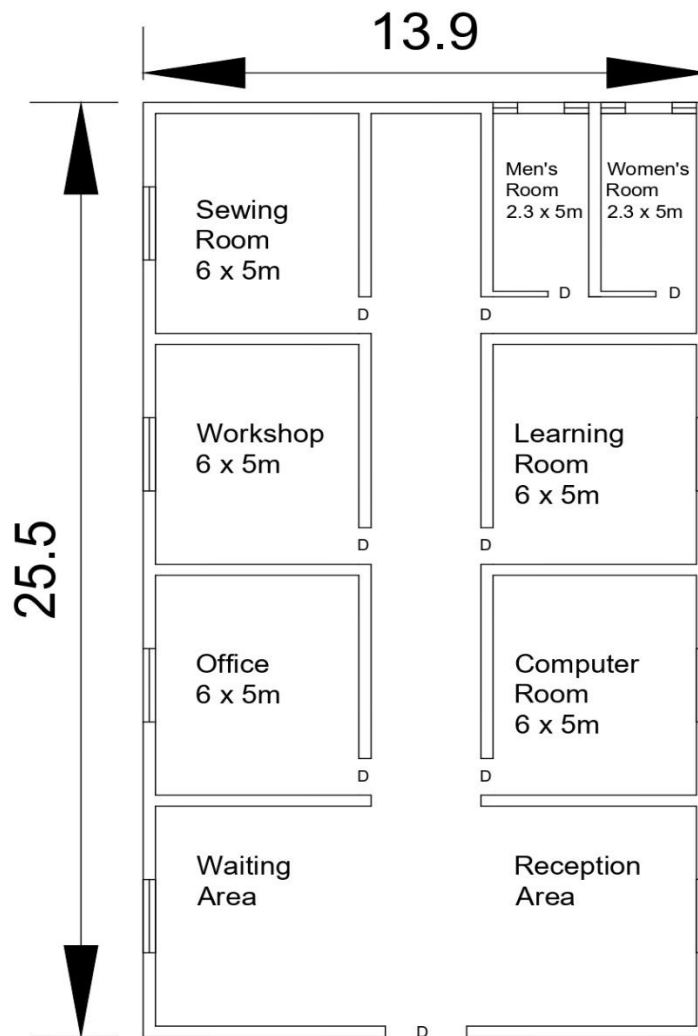 13.9
25.5
Sewing
Room
6 x 5m
Men's
Room
2.3 x 5m
Women's
Room
2.3 x 5m
D
D
D
D
Workshop
6 x 5m
Learning
Room
6 x 5m
D
D
Office
6 x 5m
Computer
Room
6 x 5m
D
D
Waiting
Area
Reception
Area
D